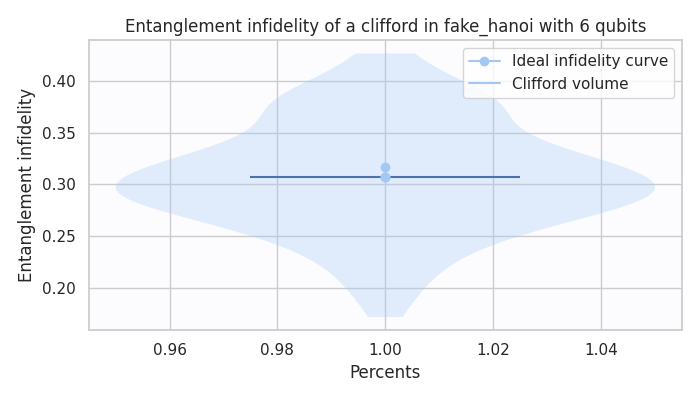 Entanglement infidelity of a clifford in fake_hanoi with 6 qubits
Ideal infidelity curve
Clifford volume
Entanglement infidelity
0.40
0.35
0.30
0.25
0.20
0.96 0.98 1.00 1.02 1.04
Percents